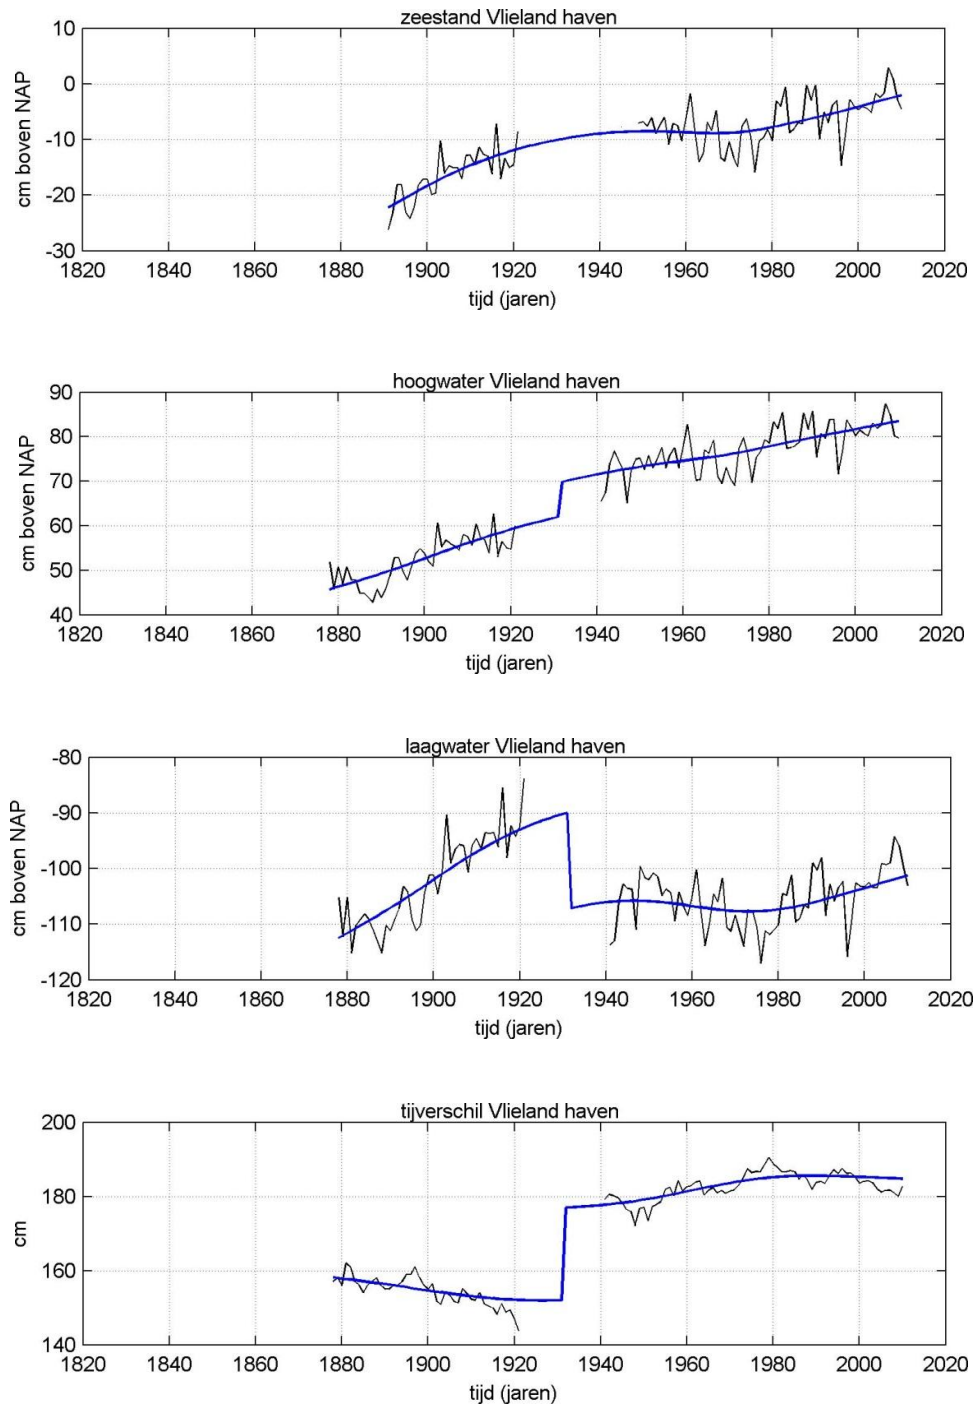 zeestand Vlieland haven
10
0
-10
-20
-30
cm boven NAP
1820 1840 1860 1880 1900 1920 1940 1960 1980 2000 2020
tijd (jaren)
hoogwater Vlieland haven
90
80
70
60
50
40
cm boven NAP
1820 1840 1860 1880 1900 1920 1940 1960 1980 2000 2020
tijd (jaren)
laagwater Vlieland haven
-80
-90
-100
-110
-120
cm boven NAP
1820 1840 1860 1880 1900 1920 1940 1960 1980 2000 2020
tijd (jaren)
tijverschil Vlieland haven
200
180
160
140
cm
1820 1840 1860 1880 1900 1920 1940 1960 1980 2000 2020
tijd (jaren)